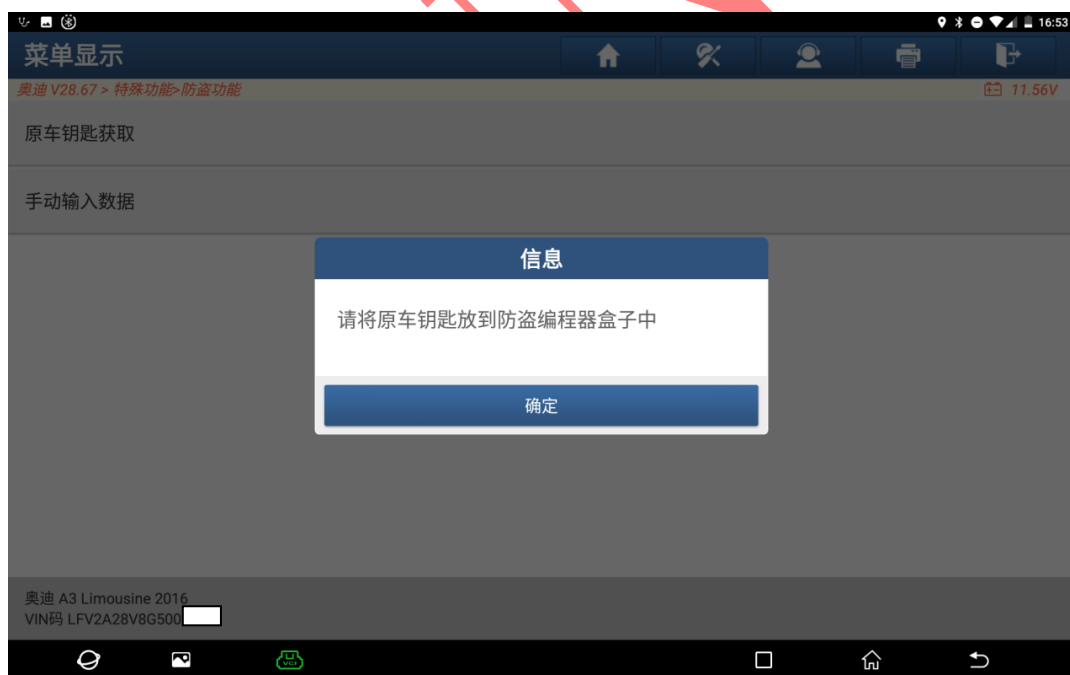 16:53
菜单显示
奥迪 V28.67 > 特殊功能>防盗功能
11.56V
原车钥匙获取
手动输入数据
信息
请将原车钥匙放到防盗编程器盒子中
确定
奥迪 A3 Limousine 2016
VIN码 LFV2A28V8G500
VCI